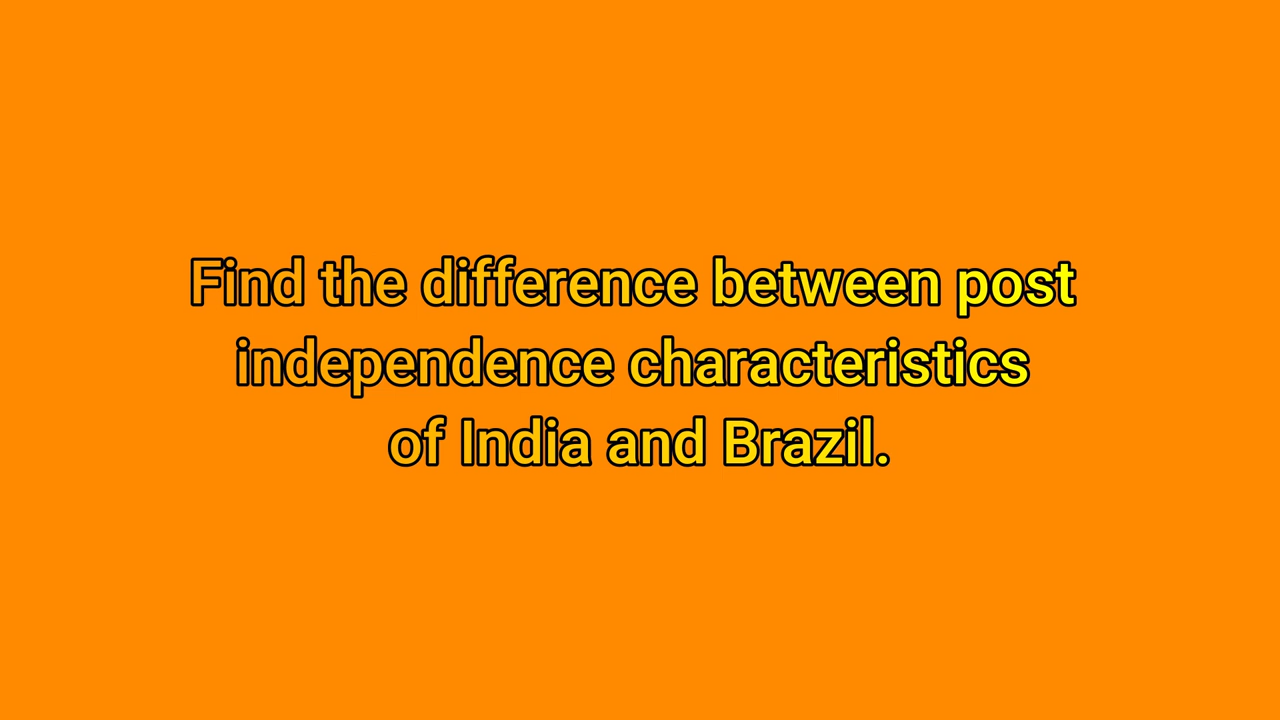 Find the difference between post
independence characteristics
of India and Brazil.